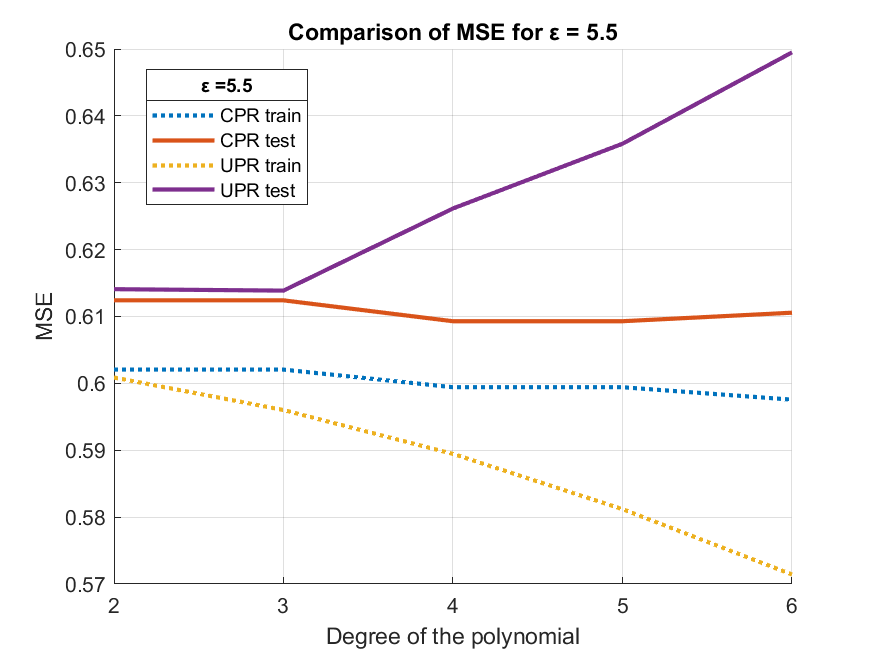 Comparison of MSE for ε = 5.5
0.65
0.64
0.63
0.62
0.61
0.6
0.59
0.58
0.57
MSE
ε =5.5
CPR train
CPR test
UPR train
UPR test
2 3 4 5 6
Degree of the polynomial